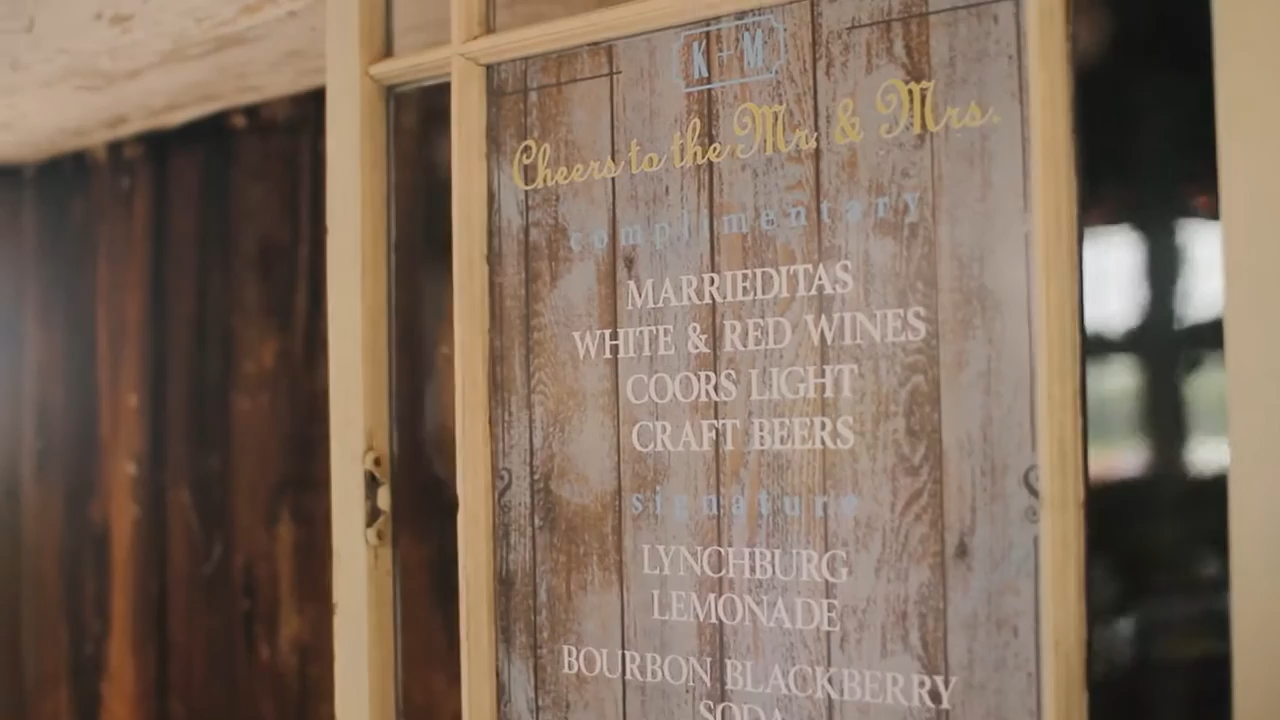 K - M
Cheers to the Mr. & Mrs.
complimentary
MARRIEDITAS
WHITE & RED WINES
COORS LIGHT
CRAFT BEERS
signature
LYNCHBURG
LEMONADE
BOURBON BLACKBERRY
SODA